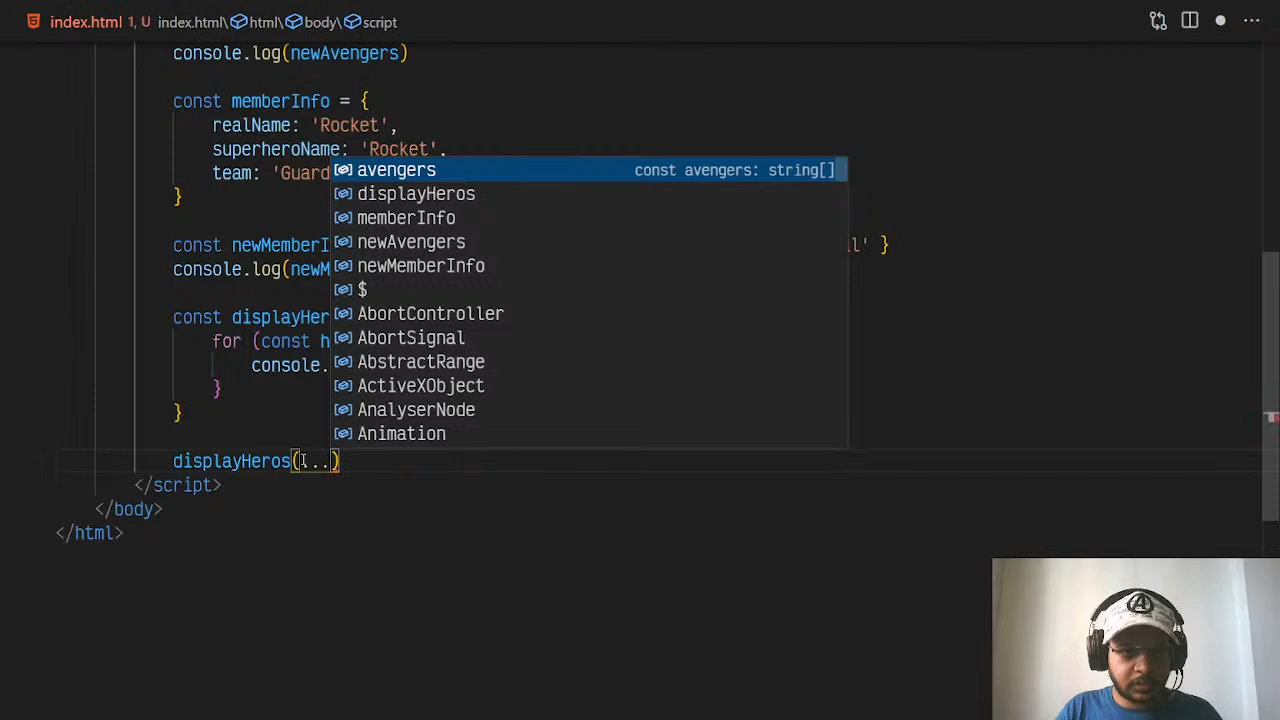 index.html 1, U index.html\html\body\script
console.log(newAvengers)
const memberInfo = {
realName: 'Rocket',
superheroName: 'Rocket',
team: 'Guard
avengers const avengers: string[]
displayHeros
}
memberInfo
newAvengers
const newMemberI l' }
console.log(newM
newMemberInfo
$
const displayHer
AbortController
for (const h
AbortSignal
console.
AbstractRange
}
ActiveXObject
}
AnalyserNode
Animation
displayHeros(...)
</script>
</body>
</html>